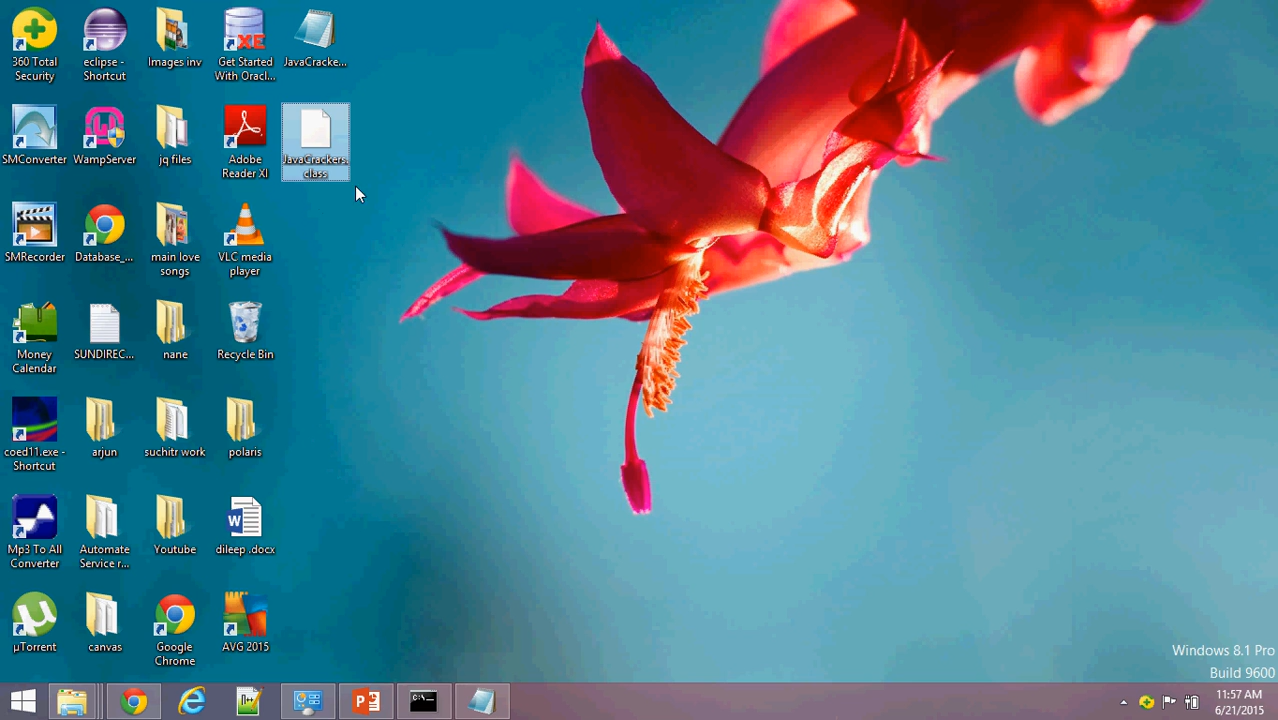 360 Total
Security
eclipse -
Shortcut
Images inv
Get Started
With Oracl...
JavaCracke...
SMConverter
WampServer
jq files
Adobe
Reader XI
JavaCrackers.
class
SMRecorder
Database_...
main love
songs
VLC media
player
Money
Calendar
SUNDIREC...
nane
Recycle Bin
coed11.exe -
Shortcut
arjun
suchitr work
polaris
Mp3 To All
Converter
Automate
Service r...
Youtube
dileep .docx
µTorrent
canvas
Google
Chrome
AVG 2015
XE
W
P
C:\_
Windows 8.1 Pro
Build 9600
11:57 AM
6/21/2015